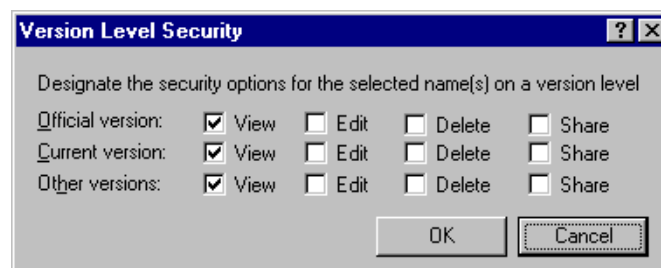 Version Level Security
Designate the security options for the selected name(s) on a version level
Official version: View Edit Delete Share
Current version: View Edit Delete Share
Other versions: View Edit Delete Share
OK Cancel